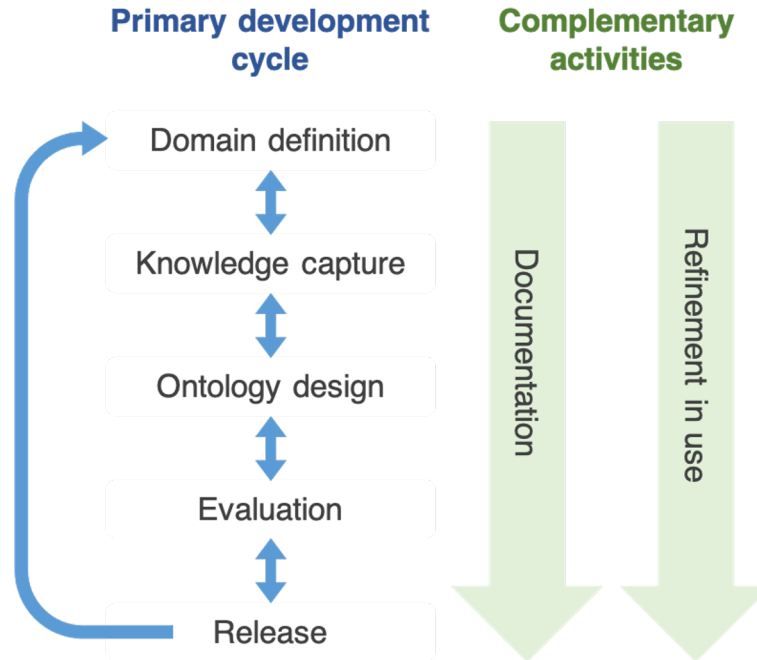 Primary development
cycle
Complementary
activities
Domain definition
Knowledge capture
Ontology design
Evaluation
Release
Documentation
Refinement in use